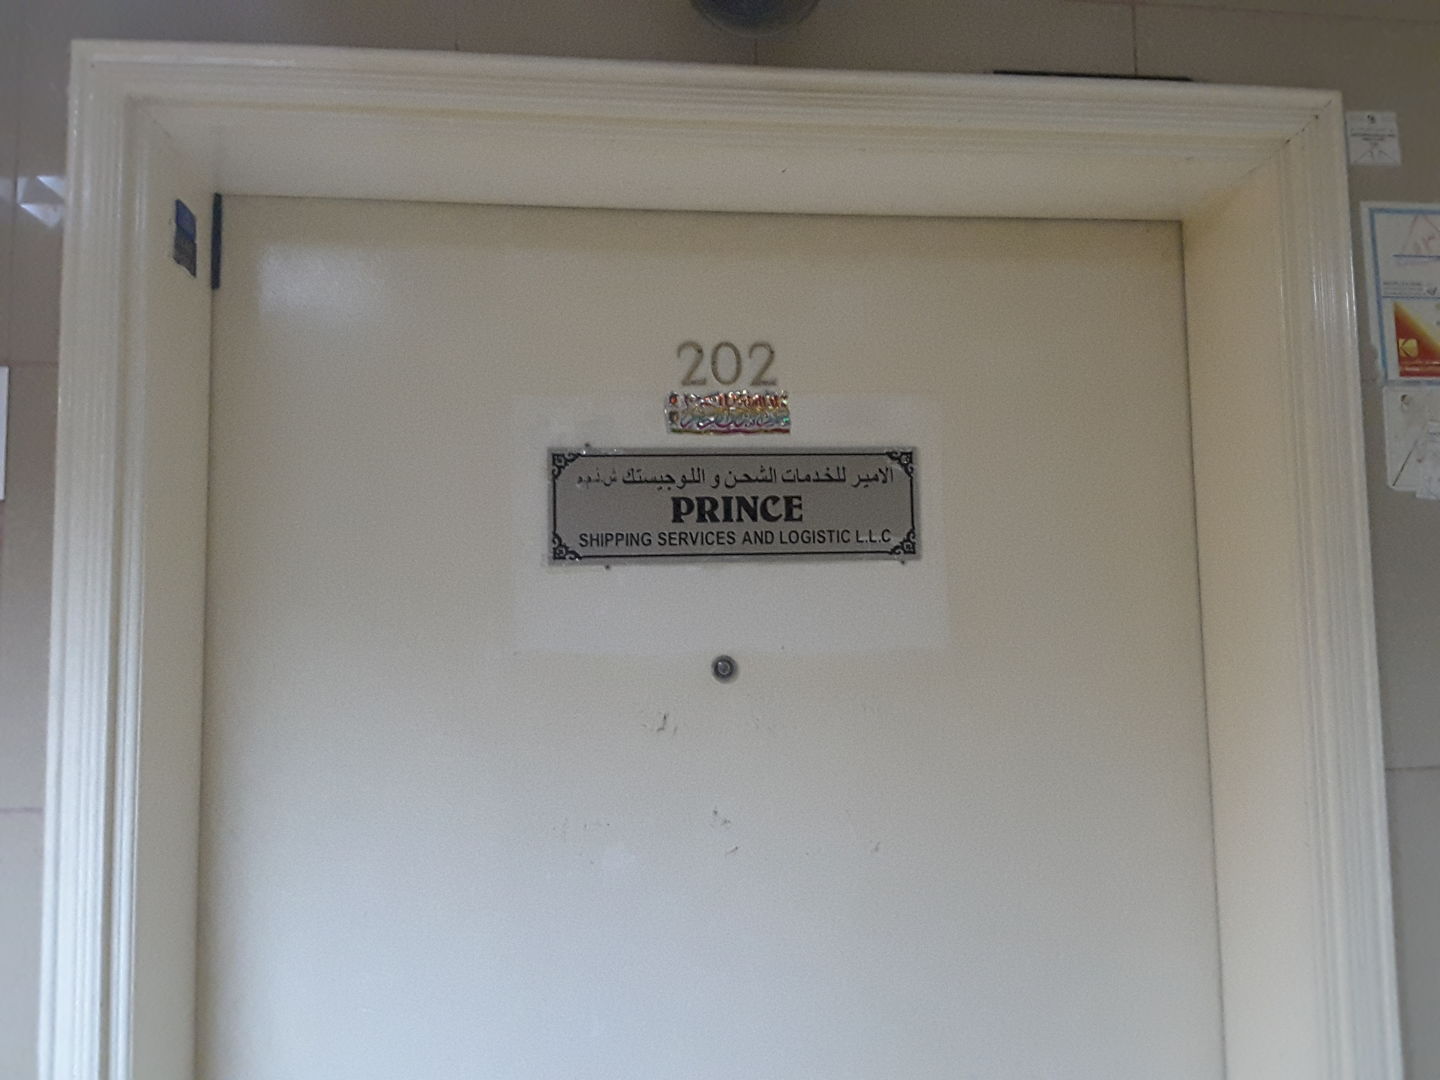 202
الامير للخدمات الشحن و اللوجيستك ش.ذ.م.م
PRINCE
SHIPPING SERVICES AND LOGISTIC L.L.C